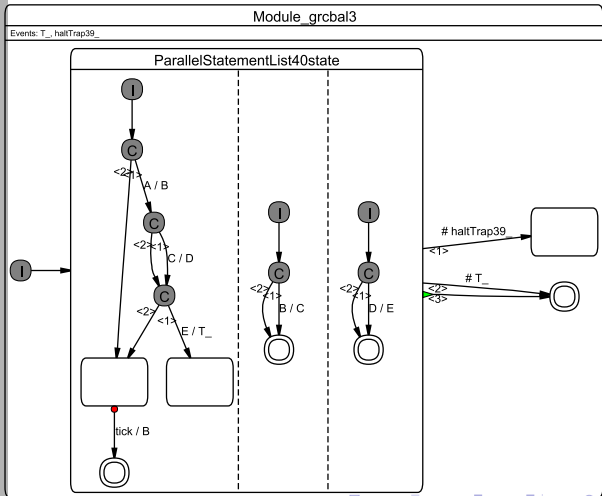 Module_grcbal3
Events: T_, haltTrap39_
ParallelStatementList40state
I
C
<2>
<1>
A / B
C
<2>
<1>
C / D
C
<2>
<1>
E / T_
tick / B
I
C
<2>
<1>
B / C
I
C
<2>
<1>
D / E
I
# haltTrap39_
<1>
# T_
<2>
<3>